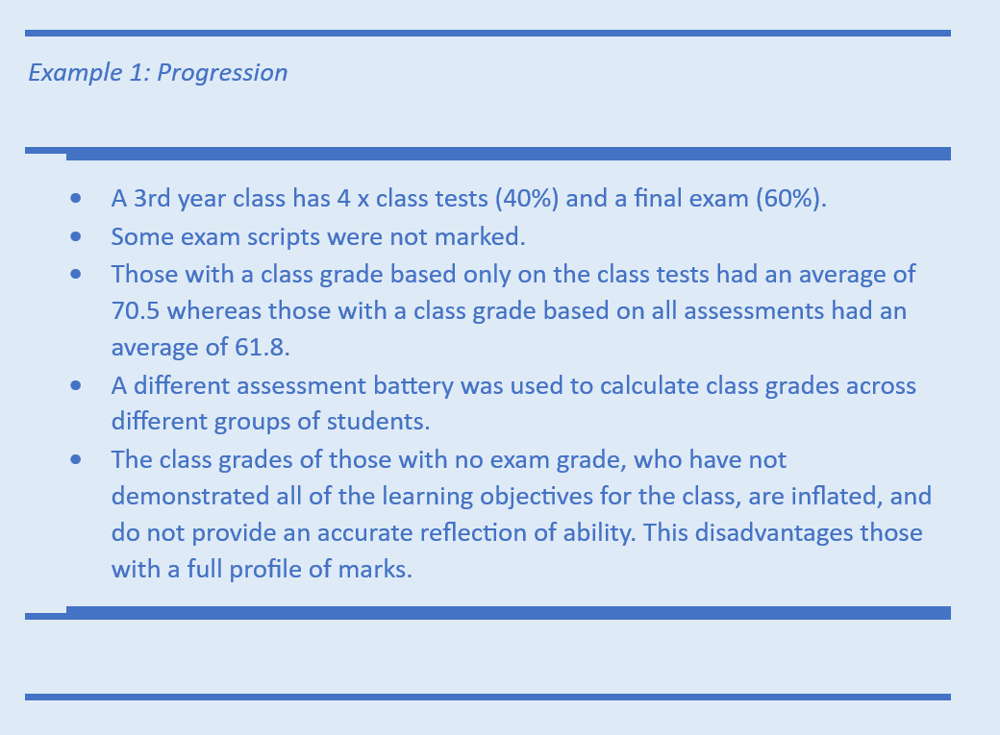 Example 1: Progression
• A 3rd year class has 4 x class tests (40%) and a final exam (60%).
• Some exam scripts were not marked.
• Those with a class grade based only on the class tests had an average of
70.5 whereas those with a class grade based on all assessments had an
average of 61.8.
• A different assessment battery was used to calculate class grades across
different groups of students.
• The class grades of those with no exam grade, who have not
demonstrated all of the learning objectives for the class, are inflated, and
do not provide an accurate reflection of ability. This disadvantages those
with a full profile of marks.